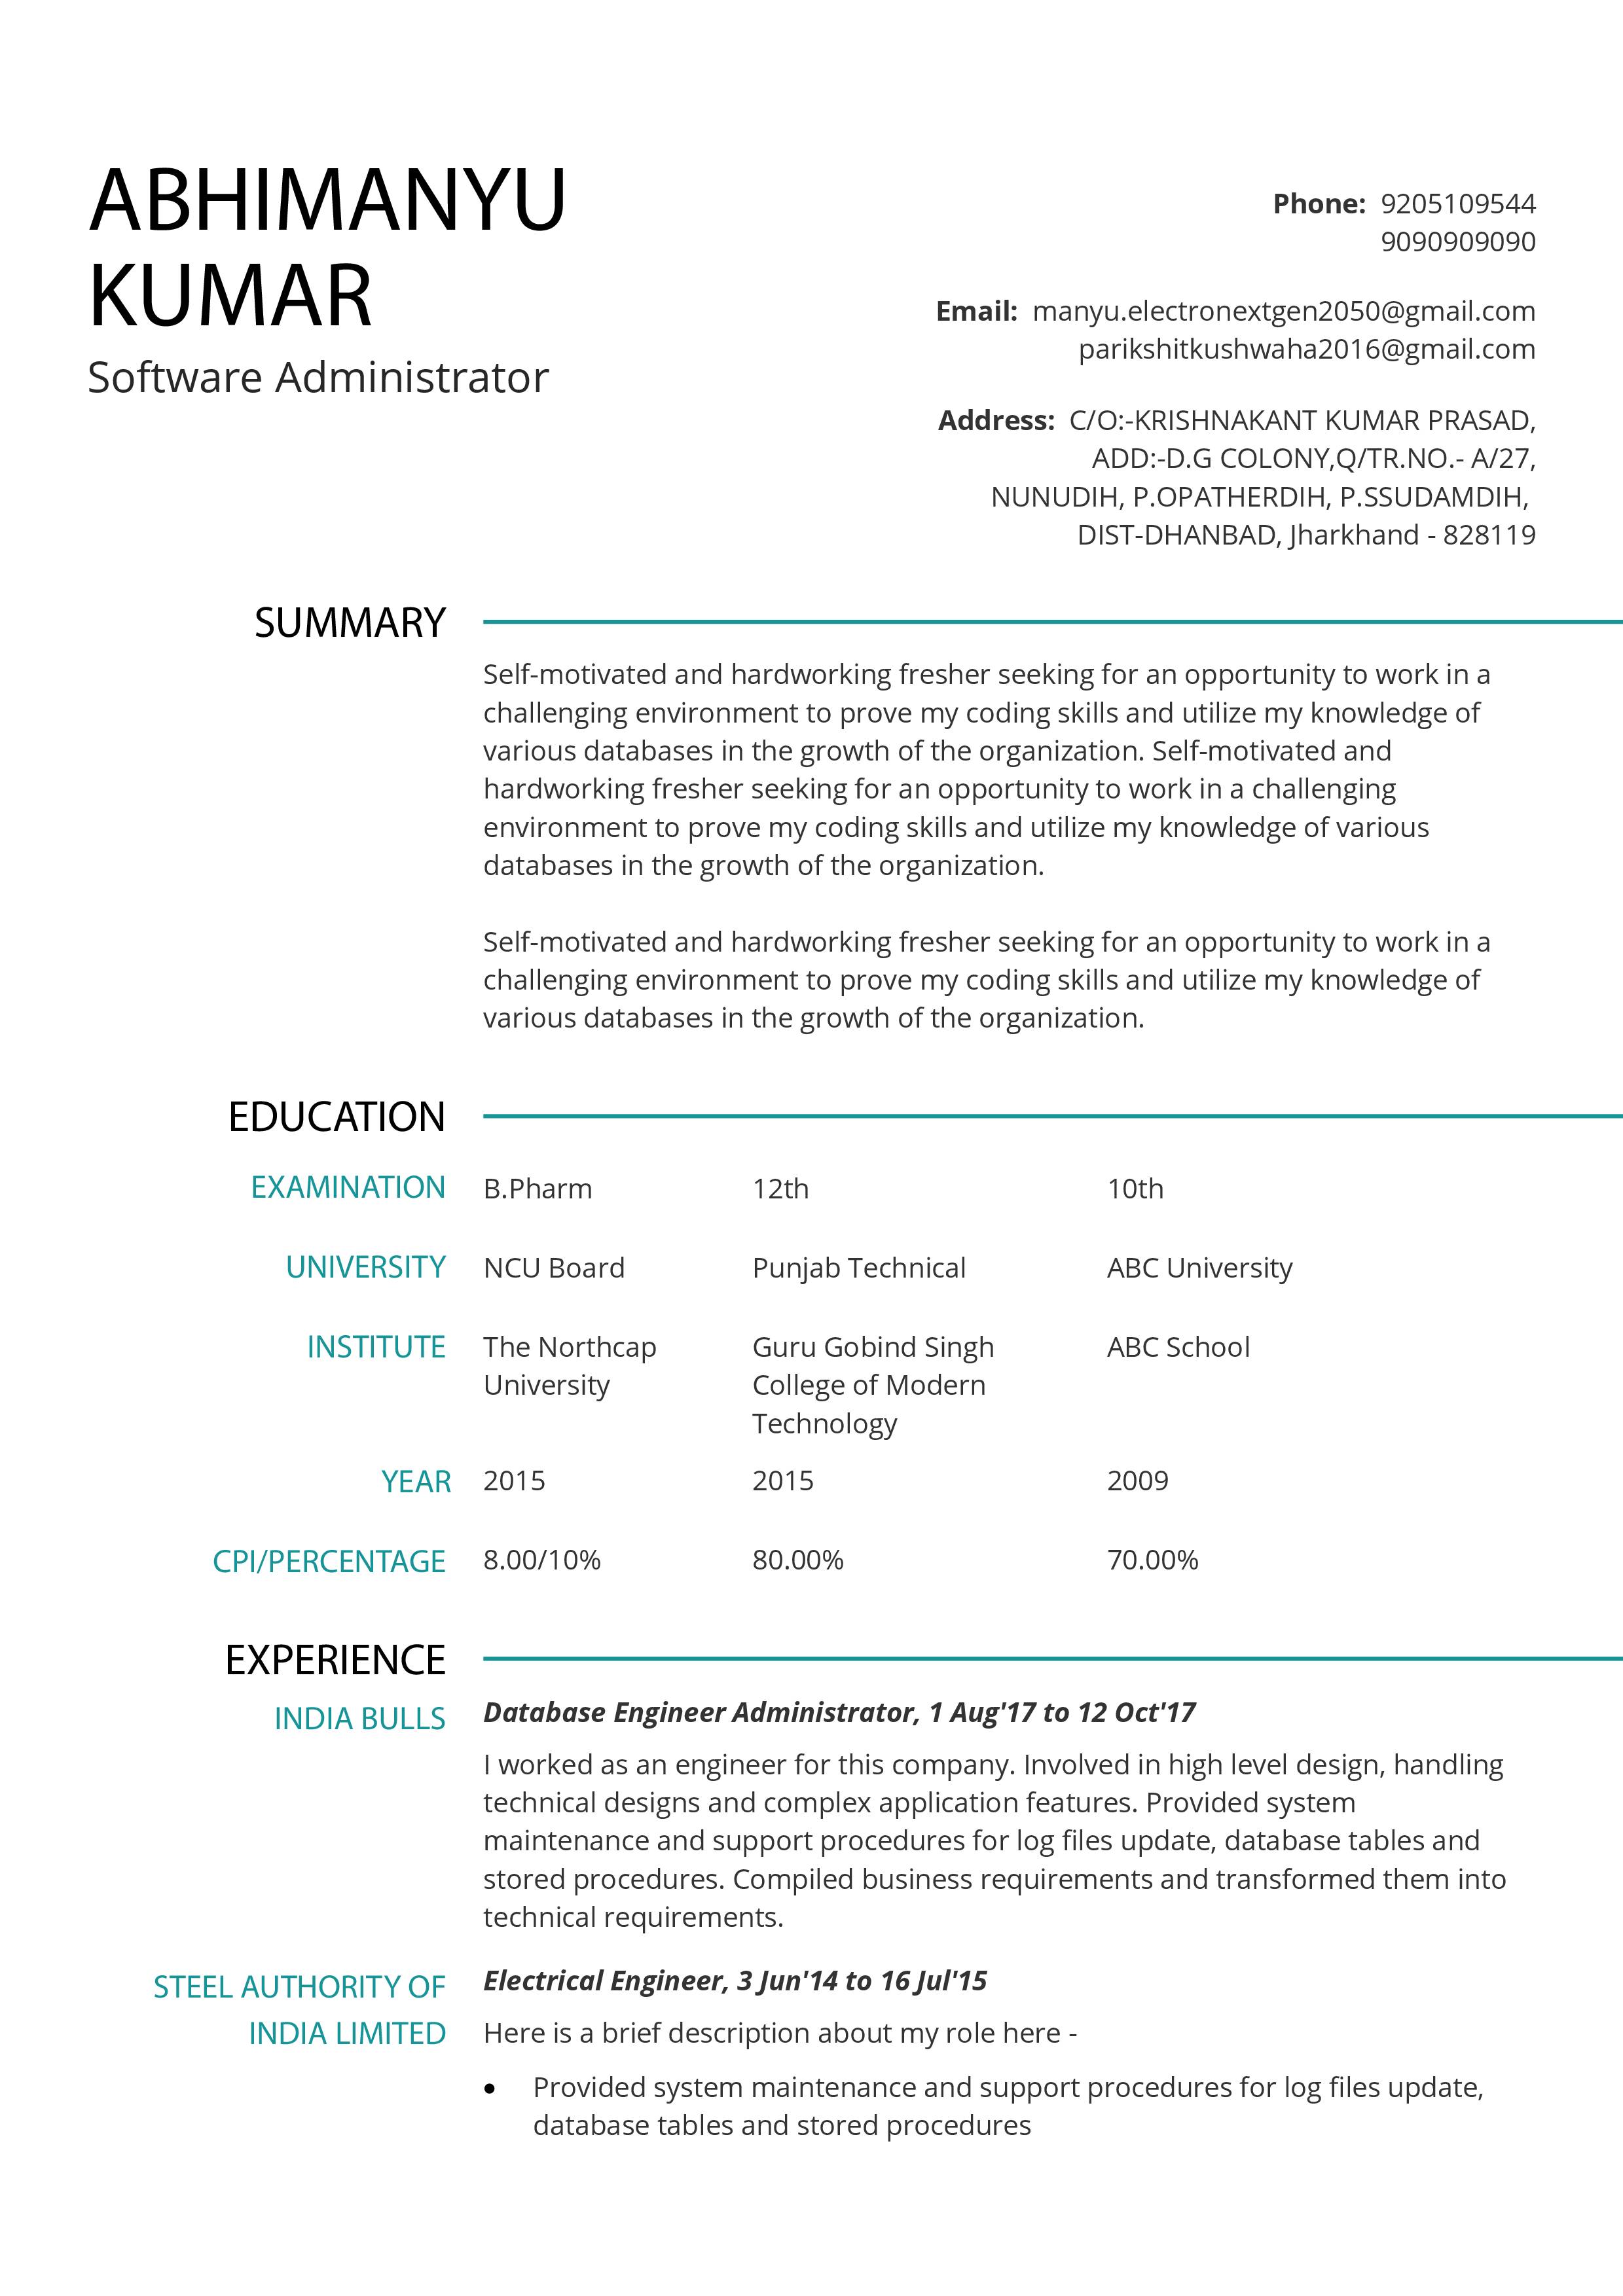 ABHIMANYU
KUMAR
Software Administrator
Phone: 9205109544
9090909090
Email: manyu.electronextgen2050@gmail.com
parikshitkushwaha2016@gmail.com
Address: C/O:-KRISHNAKANT KUMAR PRASAD,
ADD:-D.G COLONY,Q/TR.NO.- A/27,
NUNUDIH, P.OPATHERDIH, P.SSUDAMDIH,
DIST-DHANBAD, Jharkhand - 828119
SUMMARY
Self-motivated and hardworking fresher seeking for an opportunity to work in a
challenging environment to prove my coding skills and utilize my knowledge of
various databases in the growth of the organization. Self-motivated and
hardworking fresher seeking for an opportunity to work in a challenging
environment to prove my coding skills and utilize my knowledge of various
databases in the growth of the organization.
Self-motivated and hardworking fresher seeking for an opportunity to work in a
challenging environment to prove my coding skills and utilize my knowledge of
various databases in the growth of the organization.
EDUCATION
EXAMINATION B.Pharm 12th 10th
UNIVERSITY NCU Board Punjab Technical ABC University
INSTITUTE The Northcap Guru Gobind Singh ABC School
University College of Modern
Technology
YEAR 2015 2015 2009
CPI/PERCENTAGE 8.00/10% 80.00% 70.00%
EXPERIENCE
INDIA BULLS Database Engineer Administrator, 1 Aug'17 to 12 Oct'17
I worked as an engineer for this company. Involved in high level design, handling
technical designs and complex application features. Provided system
maintenance and support procedures for log files update, database tables and
stored procedures. Compiled business requirements and transformed them into
technical requirements.
STEEL AUTHORITY OF Electrical Engineer, 3 Jun'14 to 16 Jul'15
INDIA LIMITED Here is a brief description about my role here -
• Provided system maintenance and support procedures for log files update,
database tables and stored procedures